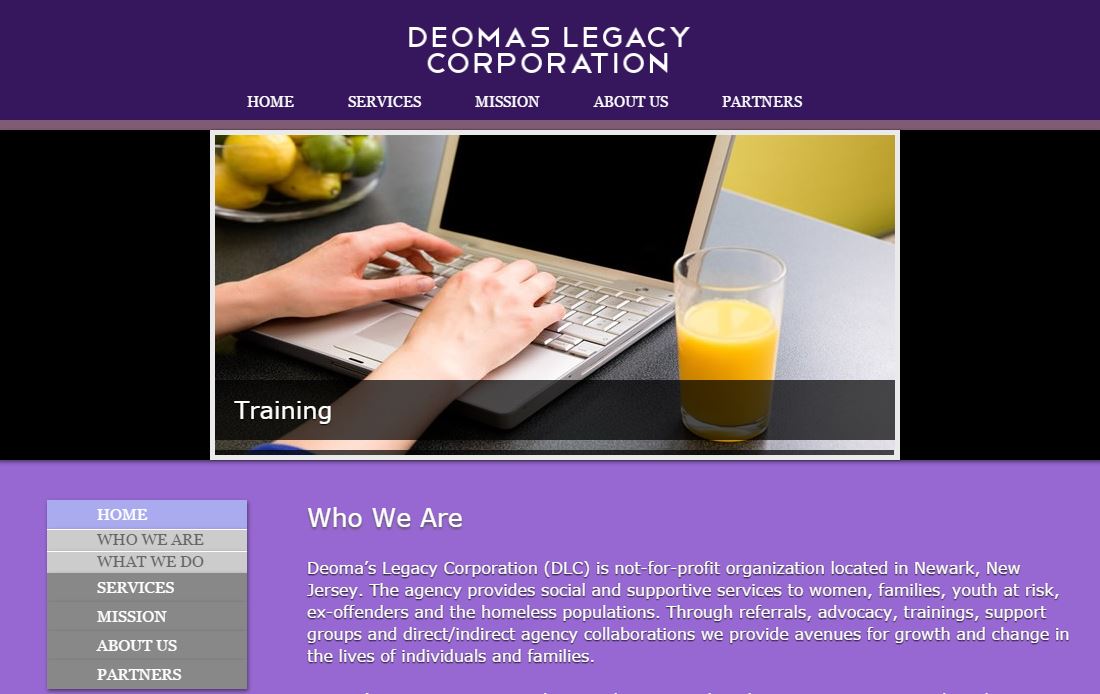 DEOMAS LEGACY
CORPORATION
HOME SERVICES MISSION ABOUT US PARTNERS
Training
HOME
WHO WE ARE
WHAT WE DO
SERVICES
MISSION
ABOUT US
PARTNERS
Who We Are
Deoma’s Legacy Corporation (DLC) is not-for-profit organization located in Newark, New
Jersey. The agency provides social and supportive services to women, families, youth at risk,
ex-offenders and the homeless populations. Through referrals, advocacy, trainings, support
groups and direct/indirect agency collaborations we provide avenues for growth and change in
the lives of individuals and families.